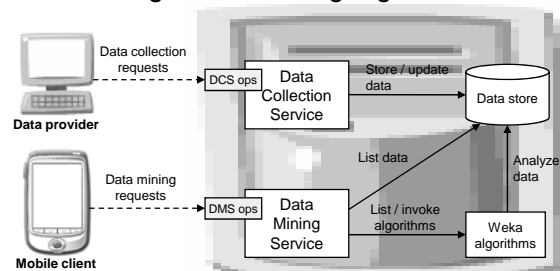 Data collection
requests
DCS ops
Data
Collection
Service
Store / update
data
Data store
Data provider
List data
Analyze
data
Data mining
requests
DMS ops
Data
Mining
Service
List / invoke
algorithms
Weka
algorithms
Mobile client